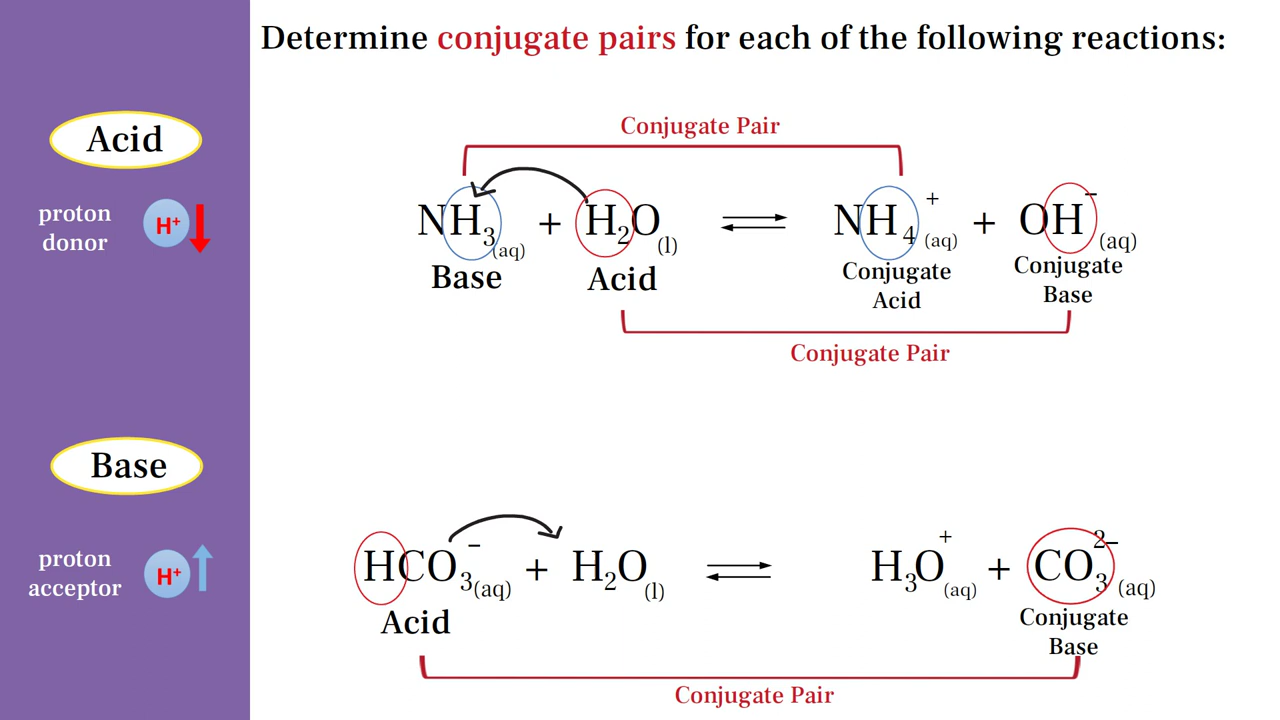 Determine conjugate pairs for each of the following reactions:
Acid
proton
donor
H⁺
Conjugate Pair
NH₃(aq) + H₂O(l) ⇌ NH₄⁺(aq) + OH⁻(aq)
Base
Acid
Conjugate
Acid
Conjugate
Base
Conjugate Pair
Base
proton
acceptor
H⁺
HCO₃⁻(aq) + H₂O(l) ⇌ H₃O⁺(aq) + CO₃²⁻(aq)
Acid
Conjugate
Base
Conjugate Pair